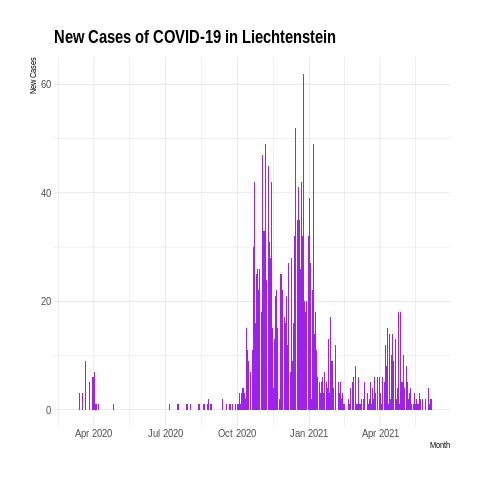 New Cases of COVID-19 in Liechtenstein
New Cases
60
40
20
0
Apr 2020 Jul 2020 Oct 2020 Jan 2021 Apr 2021
Month